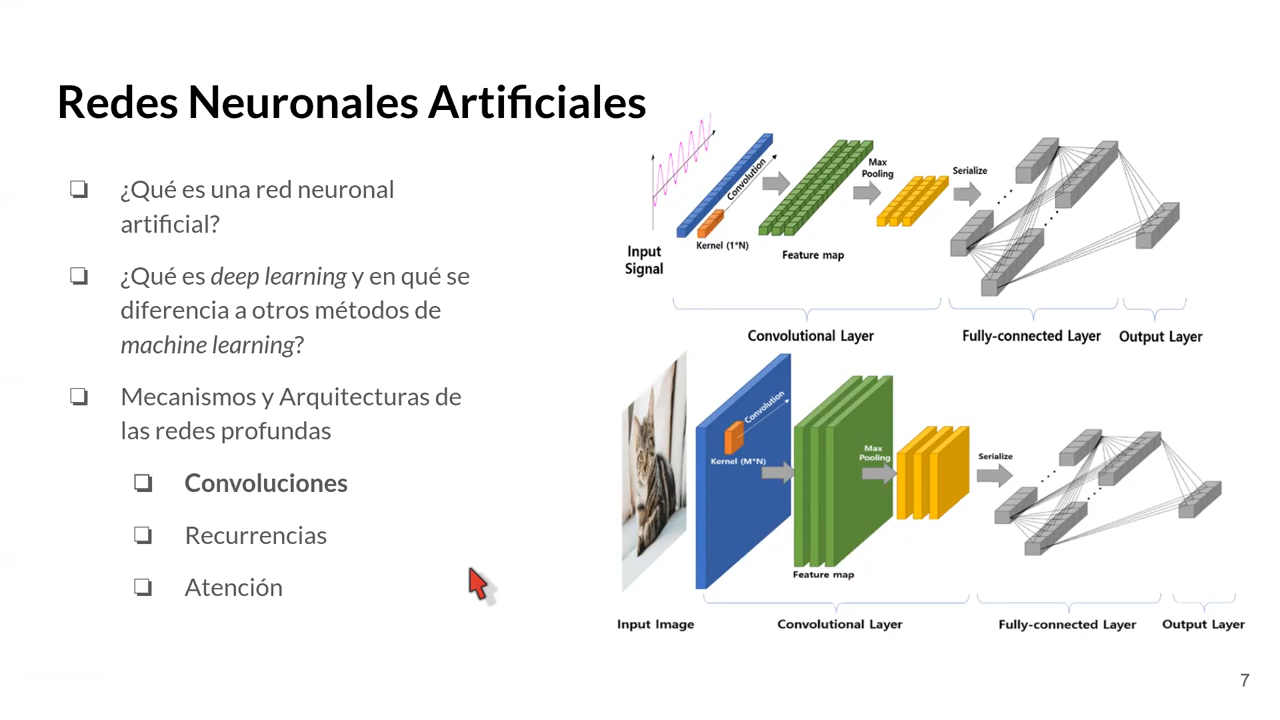 Redes Neuronales Artificiales
❏ ¿Qué es una red neuronal
artificial?
❏ ¿Qué es deep learning y en qué se
diferencia a otros métodos de
machine learning?
❏ Mecanismos y Arquitecturas de
las redes profundas
❏ Convoluciones
❏ Recurrencias
❏ Atención
Input
Signal
Convolution
Kernel (1*N)
Feature map
Max
Pooling
Serialize
Convolutional Layer
Fully-connected Layer
Output Layer
Convolution
Kernel (M*N)
Max
Pooling
Serialize
Feature map
Input Image
Convolutional Layer
Fully-connected Layer
Output Layer
7